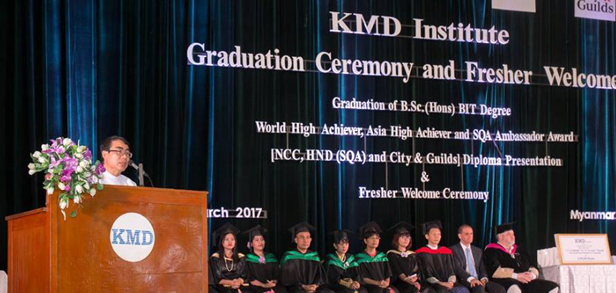 Guilds
KMD Institute
Graduation Ceremony and Fresher Welcome
Graduation of B.Sc,(Hons) BIT Degree
World High Achiever, Asia High Achiever and SQA Ambassador Award
[NCC, HND (SQA) and City & Guilds] Diploma Presentation
&
Fresher Welcome Ceremony
arch 2017
Myanmar
KMD